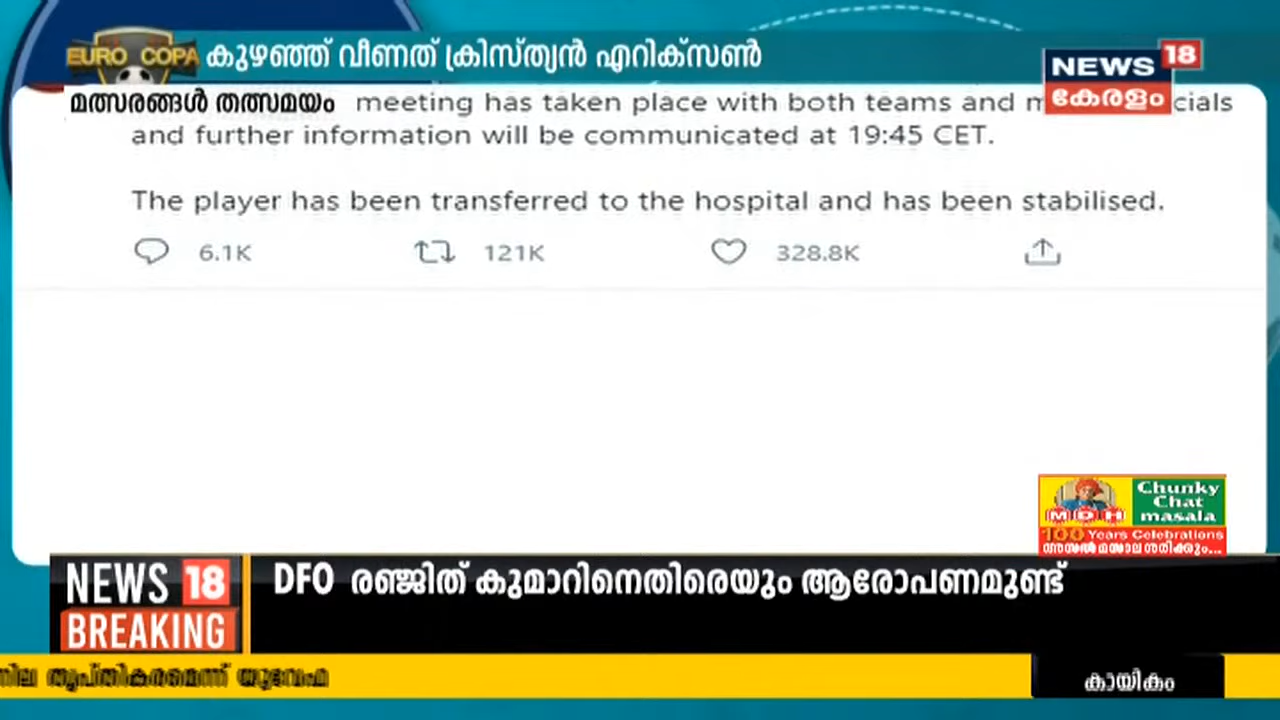 EURO COPA കുഴഞ്ഞ് വീണത് ക്രിസ്ത്യൻ എറിക്സൺ
NEWS 18
കേരളം
മത്സരങ്ങൾ തത്സമയം meeting has taken place with both teams and
and further information will be communicated at 19:45 CET.
The player has been transferred to the hospital and has been stabilised.
6.1K 121K 328.8K
MDH
Chunky
Chat
masala
100 Years Celebrations
NEWS 18
BREAKING
DFO രഞ്ജിത് കുമാറിനെതിരെയും ആരോപണമുണ്ട്
തൃപ്തികരമെന്ന് യുവേഫ
കായികം